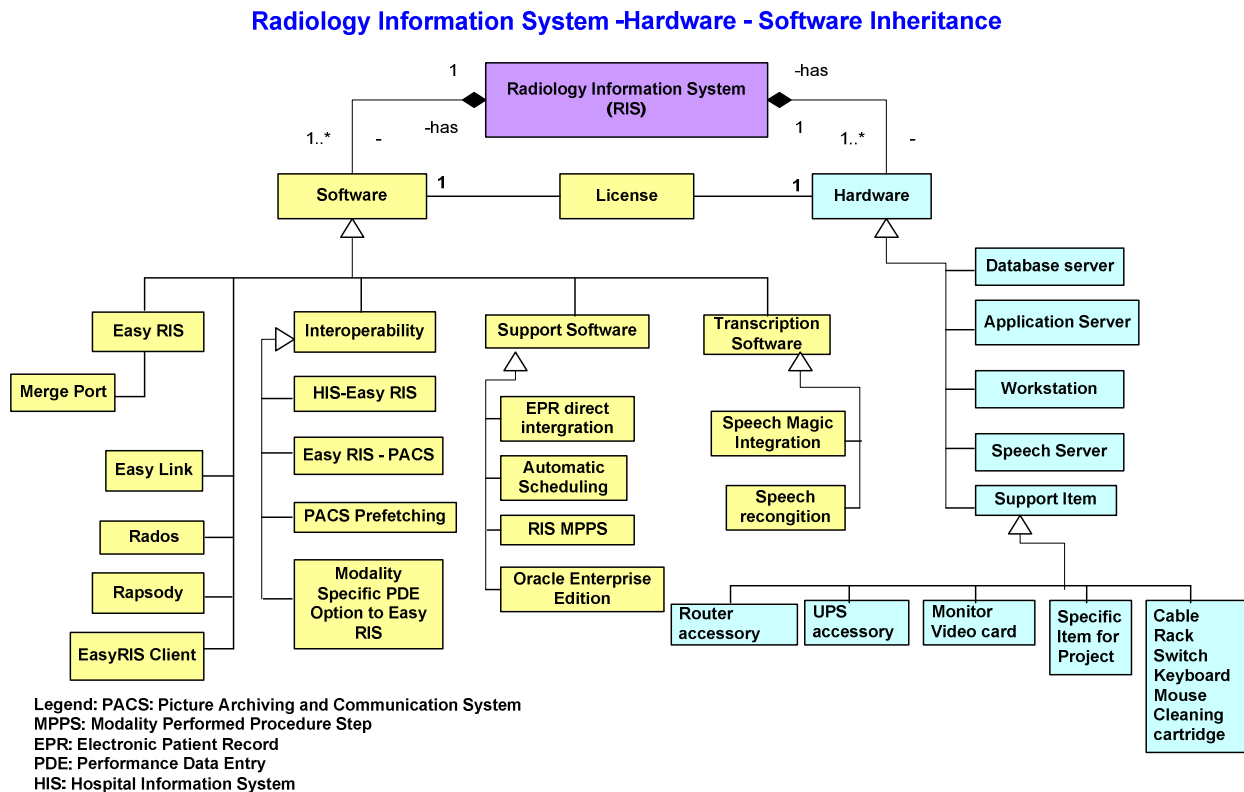 Radiology Information System -Hardware - Software Inheritance
1
-has
Radiology Information System
(RIS)
-has
1
1..*
-
1..*
-
Software
1
License
1
Hardware
Database server
Application Server
Workstation
Speech Server
Support Item
Easy RIS
Merge Port
Easy Link
Rados
Rapsody
EasyRIS Client
Interoperability
HIS-Easy RIS
Easy RIS - PACS
PACS Prefetching
Modality
Specific PDE
Option to Easy
RIS
Support Software
EPR direct
intergration
Automatic
Scheduling
RIS MPPS
Oracle Enterprise
Edition
Transcription
Software
Speech Magic
Integration
Speech
recongition
Router
accessory
UPS
accessory
Monitor
Video card
Specific
Item for
Project
Cable
Rack
Switch
Keyboard
Mouse
Cleaning
cartridge
Legend: PACS: Picture Archiving and Communication System
MPPS: Modality Performed Procedure Step
EPR: Electronic Patient Record
PDE: Performance Data Entry
HIS: Hospital Information System